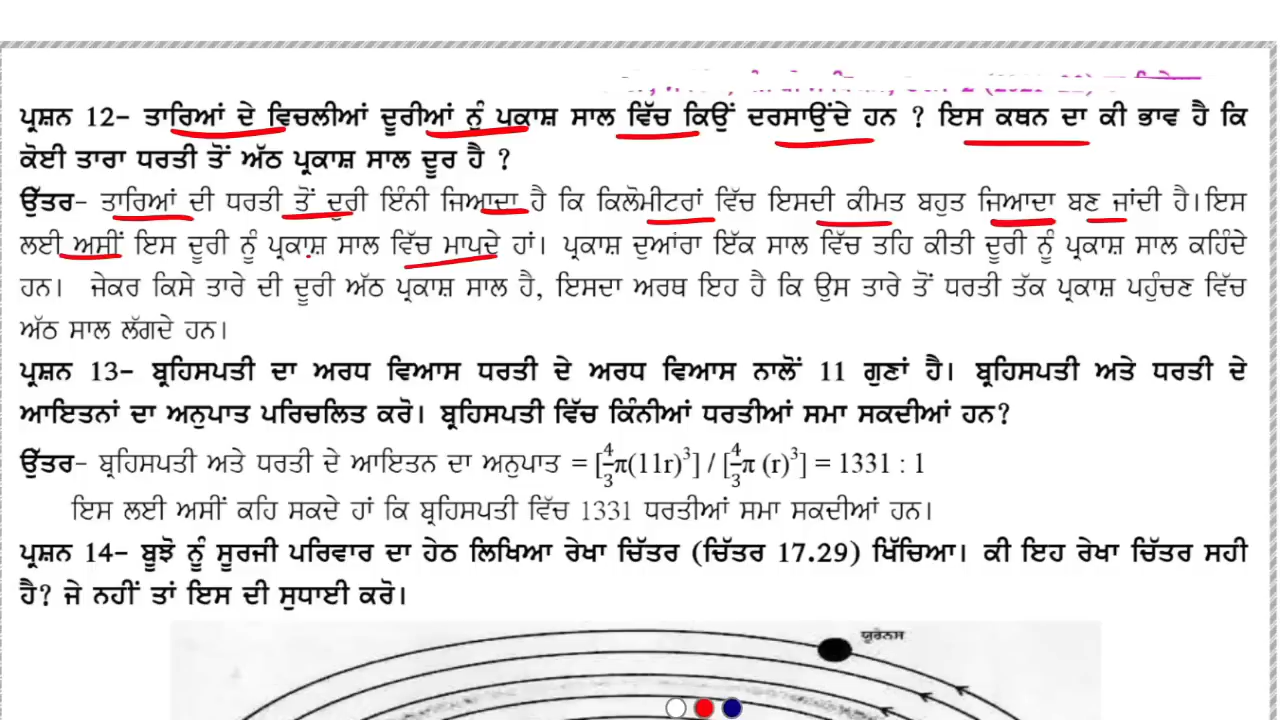 ਪ੍ਰਸ਼ਨ 12- ਤਾਰਿਆਂ ਦੇ ਵਿਚਲੀਆਂ ਦੂਰੀਆਂ ਨੂੰ ਪ੍ਰਕਾਸ਼ ਸਾਲ ਵਿੱਚ ਕਿਉਂ ਦਰਸਾਉਂਦੇ ਹਨ ? ਇਸ ਕਥਨ ਦਾ ਕੀ ਭਾਵ ਹੈ ਕਿ
ਕੋਈ ਤਾਰਾ ਧਰਤੀ ਤੋਂ ਅੱਠ ਪ੍ਰਕਾਸ਼ ਸਾਲ ਦੂਰ ਹੈ ?
ਉੱਤਰ- ਤਾਰਿਆਂ ਦੀ ਧਰਤੀ ਤੋਂ ਦੂਰੀ ਇੰਨੀ ਜਿਆਦਾ ਹੈ ਕਿ ਕਿਲੋਮੀਟਰਾਂ ਵਿੱਚ ਇਸਦੀ ਕੀਮਤ ਬਹੁਤ ਜਿਆਦਾ ਬਣ ਜਾਂਦੀ ਹੈ।ਇਸ
ਲਈ ਅਸੀਂ ਇਸ ਦੂਰੀ ਨੂੰ ਪ੍ਰਕਾਸ਼ ਸਾਲ ਵਿੱਚ ਮਾਪਦੇ ਹਾਂ। ਪ੍ਰਕਾਸ਼ ਦੁਆਂਰਾ ਇੱਕ ਸਾਲ ਵਿੱਚ ਤਹਿ ਕੀਤੀ ਦੂਰੀ ਨੂੰ ਪ੍ਰਕਾਸ਼ ਸਾਲ ਕਹਿੰਦੇ
ਹਨ। ਜੇਕਰ ਕਿਸੇ ਤਾਰੇ ਦੀ ਦੂਰੀ ਅੱਠ ਪ੍ਰਕਾਸ਼ ਸਾਲ ਹੈ, ਇਸਦਾ ਅਰਥ ਇਹ ਹੈ ਕਿ ਉਸ ਤਾਰੇ ਤੋਂ ਧਰਤੀ ਤੱਕ ਪ੍ਰਕਾਸ਼ ਪਹੁੰਚਣ ਵਿੱਚ
ਅੱਠ ਸਾਲ ਲੱਗਦੇ ਹਨ।
ਪ੍ਰਸ਼ਨ 13- ਬ੍ਰਹਿਸਪਤੀ ਦਾ ਅਰਧ ਵਿਆਸ ਧਰਤੀ ਦੇ ਅਰਧ ਵਿਆਸ ਨਾਲੋਂ 11 ਗੁਣਾਂ ਹੈ। ਬ੍ਰਹਿਸਪਤੀ ਅਤੇ ਧਰਤੀ ਦੇ
ਆਇਤਨਾਂ ਦਾ ਅਨੁਪਾਤ ਪਰਿਚਲਿਤ ਕਰੋ। ਬ੍ਰਹਿਸਪਤੀ ਵਿੱਚ ਕਿੰਨੀਆਂ ਧਰਤੀਆਂ ਸਮਾ ਸਕਦੀਆਂ ਹਨ?
ਉੱਤਰ- ਬ੍ਰਹਿਸਪਤੀ ਅਤੇ ਧਰਤੀ ਦੇ ਆਇਤਨ ਦਾ ਅਨੁਪਾਤ = [4/3π(11r)³] / [4/3π (r)³] = 1331 : 1
ਇਸ ਲਈ ਅਸੀਂ ਕਹਿ ਸਕਦੇ ਹਾਂ ਕਿ ਬ੍ਰਹਿਸਪਤੀ ਵਿੱਚ 1331 ਧਰਤੀਆਂ ਸਮਾ ਸਕਦੀਆਂ ਹਨ।
ਪ੍ਰਸ਼ਨ 14- ਬੂਝੋ ਨੂੰ ਸੂਰਜੀ ਪਰਿਵਾਰ ਦਾ ਹੇਠ ਲਿਖਿਆ ਰੇਖਾ ਚਿੱਤਰ (ਚਿੱਤਰ 17.29) ਖਿੱਚਿਆ। ਕੀ ਇਹ ਰੇਖਾ ਚਿੱਤਰ ਸਹੀ
ਹੈ? ਜੇ ਨਹੀਂ ਤਾਂ ਇਸ ਦੀ ਸੁਧਾਈ ਕਰੋ।
ਯੂਰੇਨਸ